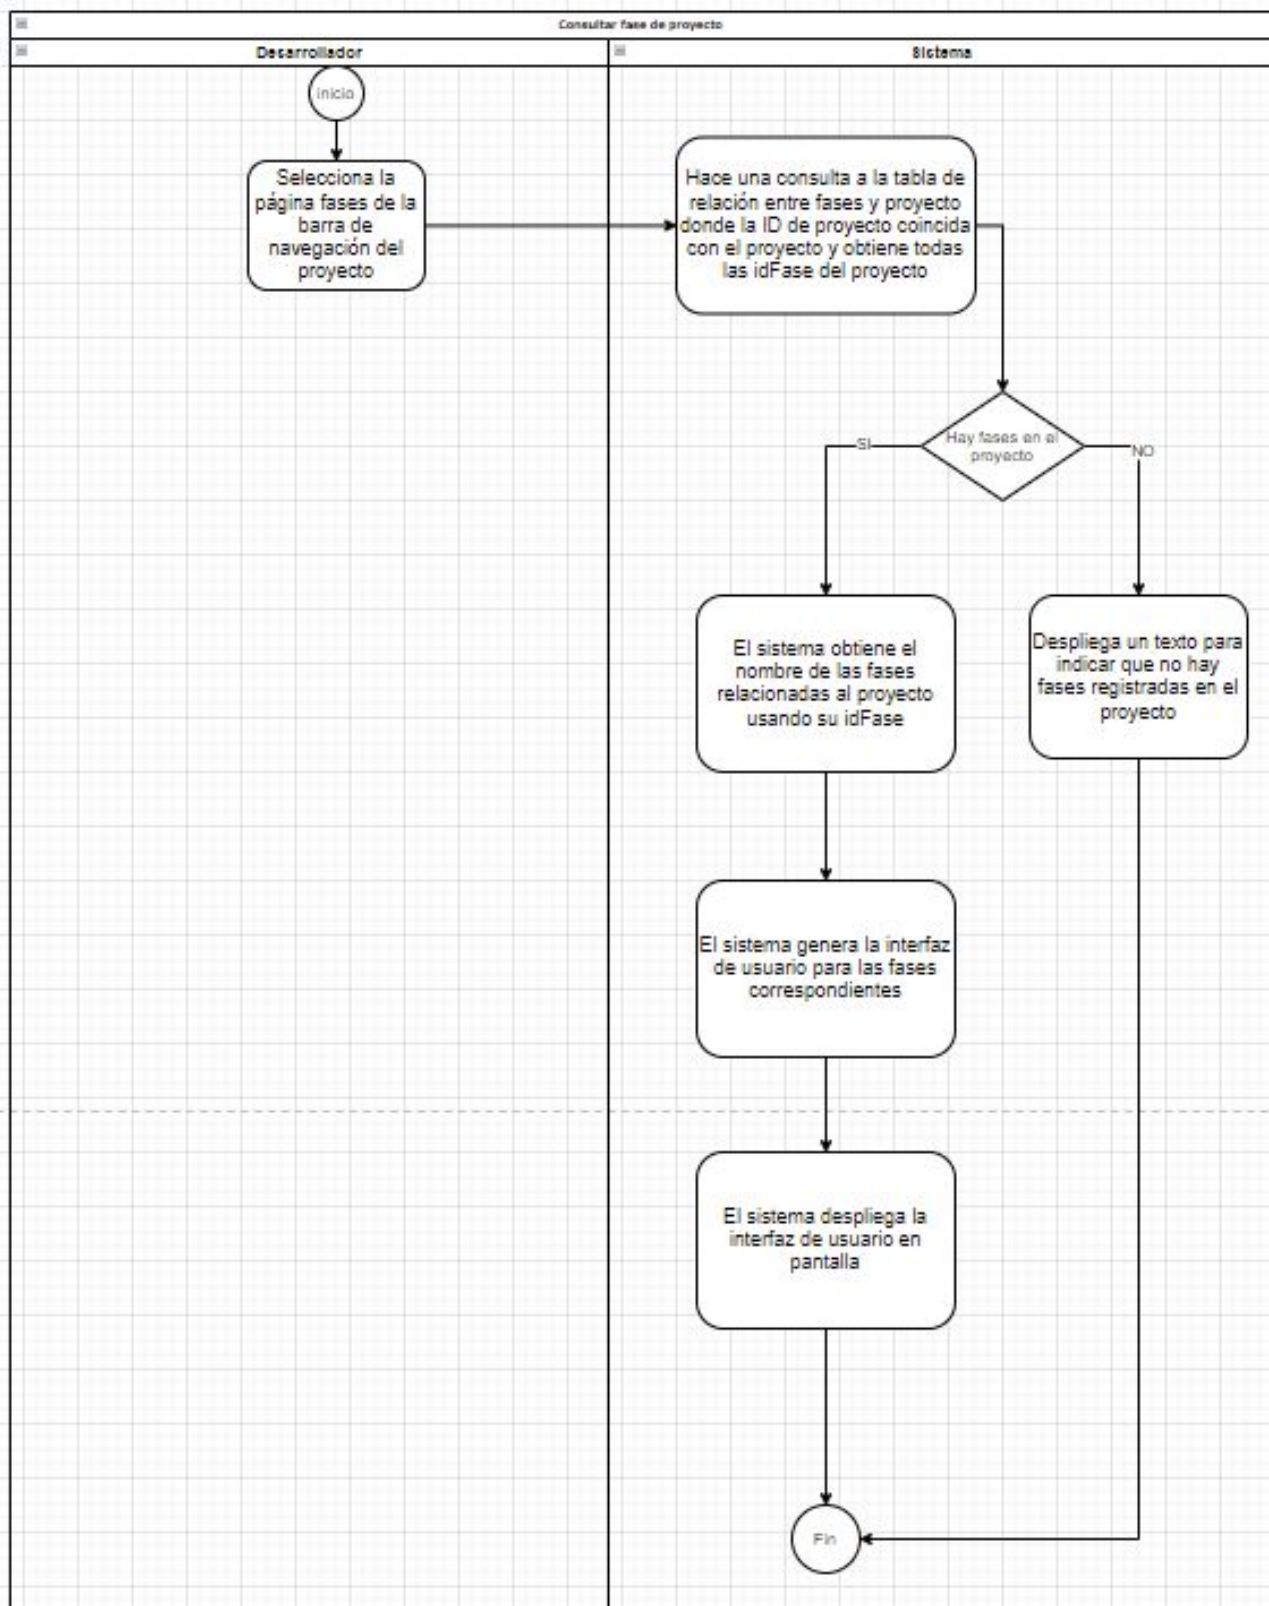 Consultar fase de proyecto
Desarrollador
Sistema
inicio
Selecciona la
página fases de la
barra de
navegación del
proyecto
Hace una consulta a la tabla de
relación entre fases y proyecto
donde la ID de proyecto coincida
con el proyecto y obtiene todas
las idFase del proyecto
Hay fases en el
proyecto
SI
NO
El sistema obtiene el
nombre de las fases
relacionadas al proyecto
usando su idFase
Despliega un texto para
indicar que no hay
fases registradas en el
proyecto
El sistema genera la interfaz
de usuario para las fases
correspondientes
El sistema despliega la
interfaz de usuario en
pantalla
Fin